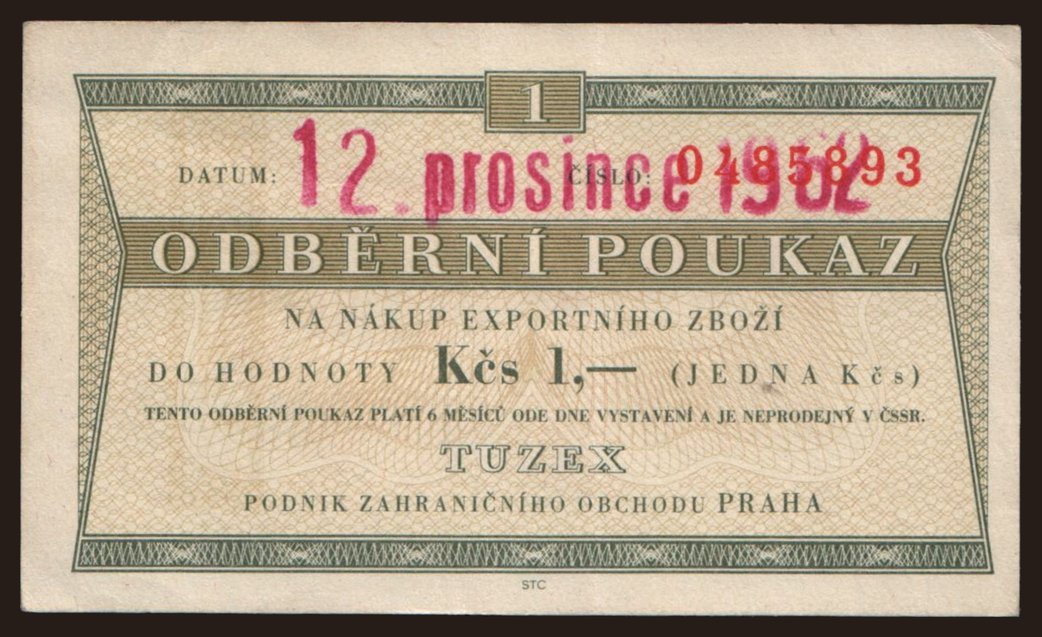 1
DATUM: 12. prosince 1962 ČÍSLO: 0485893
ODBĚRNÍ POUKAZ
NA NÁKUP EXPORTNÍHO ZBOŽÍ
DO HODNOTY Kčs 1,— (JEDNA Kčs)
TENTO ODBĚRNÍ POUKAZ PLATÍ 6 MĚSÍCŮ ODE DNE VYSTAVENÍ A JE NEPRODEJNÝ V ČSSR.
TUZEX
PODNIK ZAHRANIČNÍHO OBCHODU PRAHA
STC